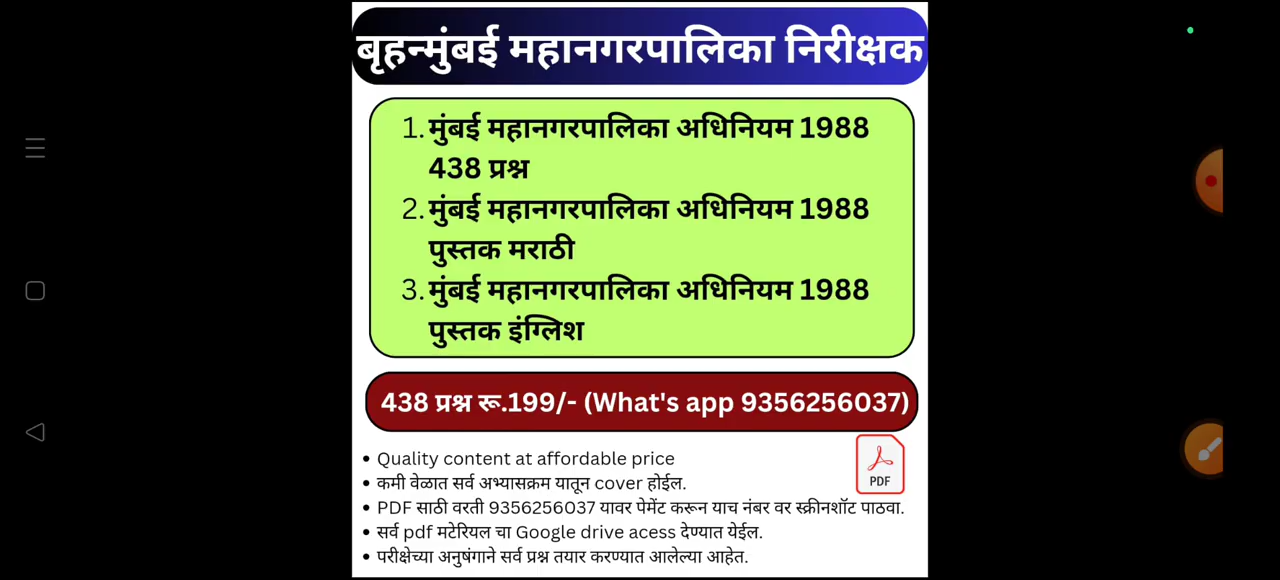 बृहन्मुंबई महानगरपालिका निरीक्षक
1. मुंबई महानगरपालिका अधिनियम 1988
438 प्रश्न
2. मुंबई महानगरपालिका अधिनियम 1988
पुस्तक मराठी
3. मुंबई महानगरपालिका अधिनियम 1988
पुस्तक इंग्लिश
438 प्रश्न रू.199/- (What's app 9356256037)
• Quality content at affordable price
PDF
• कमी वेळात सर्व अभ्यासक्रम यातून cover होईल.
• PDF साठी वरती 9356256037 यावर पेमेंट करून याच नंबर वर स्क्रीनशॉट पाठवा.
• सर्व pdf मटेरियल चा Google drive acess देण्यात येईल.
• परीक्षेच्या अनुषंगाने सर्व प्रश्न तयार करण्यात आलेल्या आहेत.